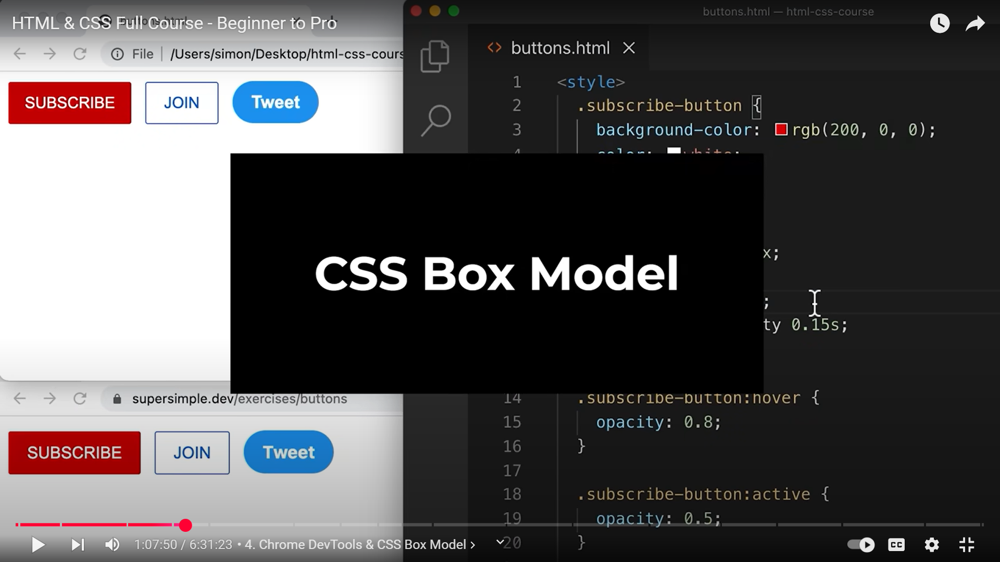 HTML & CSS Full Course - Beginner to Pro
buttons.html — html-css-course
File | /Users/simon/Desktop/html-css-cours
buttons.html
SUBSCRIBE
JOIN
Tweet
1 <style>
2 .subscribe-button {
3 background-color: rgb(200, 0, 0);
4 color: white;
x;
CSS Box Model
;
ty 0.15s;
supersimple.dev/exercises/buttons
14 .subscribe-button:hover {
15 opacity: 0.8;
16 }
17
SUBSCRIBE
JOIN
Tweet
18 .subscribe-button:active {
19 opacity: 0.5;
20 }
1:07:50 / 6:31:23 • 4. Chrome DevTools & CSS Box Model >
CC